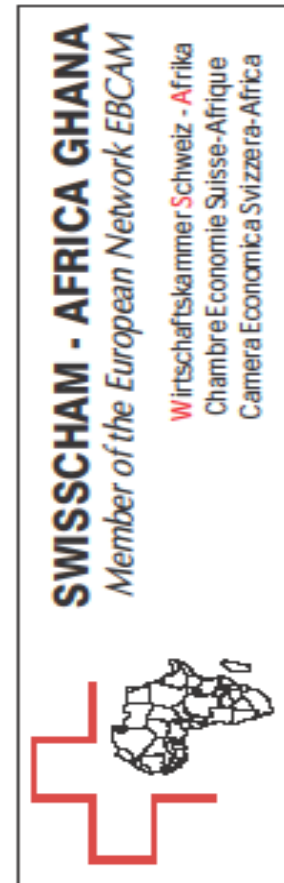 SWISSCHAM - AFRICA GHANA
Member of the European Network EBCAM
Wirtschaftskammer Schweiz - Afrika
Chambre Economie Suisse-Afrique
Camera Economica Svizzera-Africa